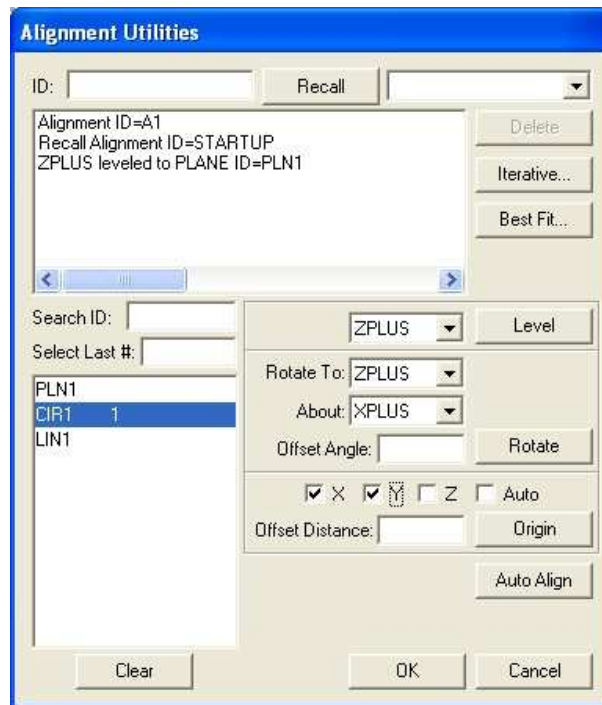 Alignment Utilities
ID:
Recall
Alignment ID=A1
Recall Alignment ID=STARTUP
ZPLUS leveled to PLANE ID=PLN1
Delete
Iterative...
Best Fit...
Search ID:
Select Last #:
PLN1
CIR1 1
LIN1
ZPLUS
Level
Rotate To: ZPLUS
About: XPLUS
Offset Angle:
Rotate
X Y Z Auto
Offset Distance:
Origin
Auto Align
Clear
OK
Cancel